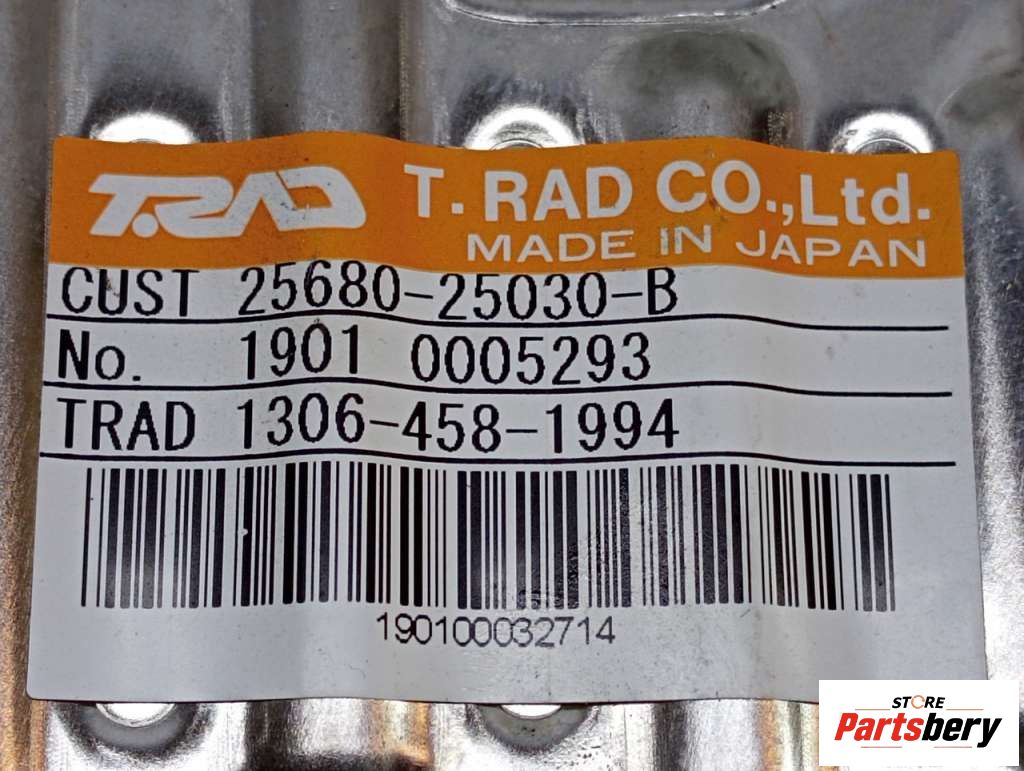 T.RAD T. RAD CO.,Ltd.
MADE IN JAPAN
CUST 25680-25030-B
No. 1901 0005293
TRAD 1306-458-1994
190100032714
STORE
Partsbery